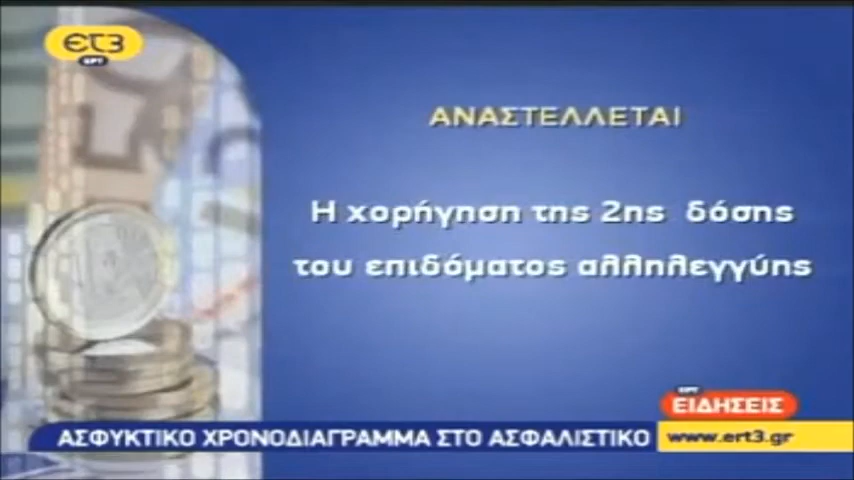 ετ3
ΕΡΤ
ΑΝΑΣΤΕΛΛΕΤΑΙ
Η χορήγηση της 2ης δόσης
του επιδόματος αλληλεγγύης
ΕΡΤ
ΕΙΔΗΣΕΙΣ
ΑΣΦΥΚΤΙΚΟ ΧΡΟΝΟΔΙΑΓΡΑΜΜΑ ΣΤΟ ΑΣΦΑΛΙΣΤΙΚΟ
www.ert3.gr